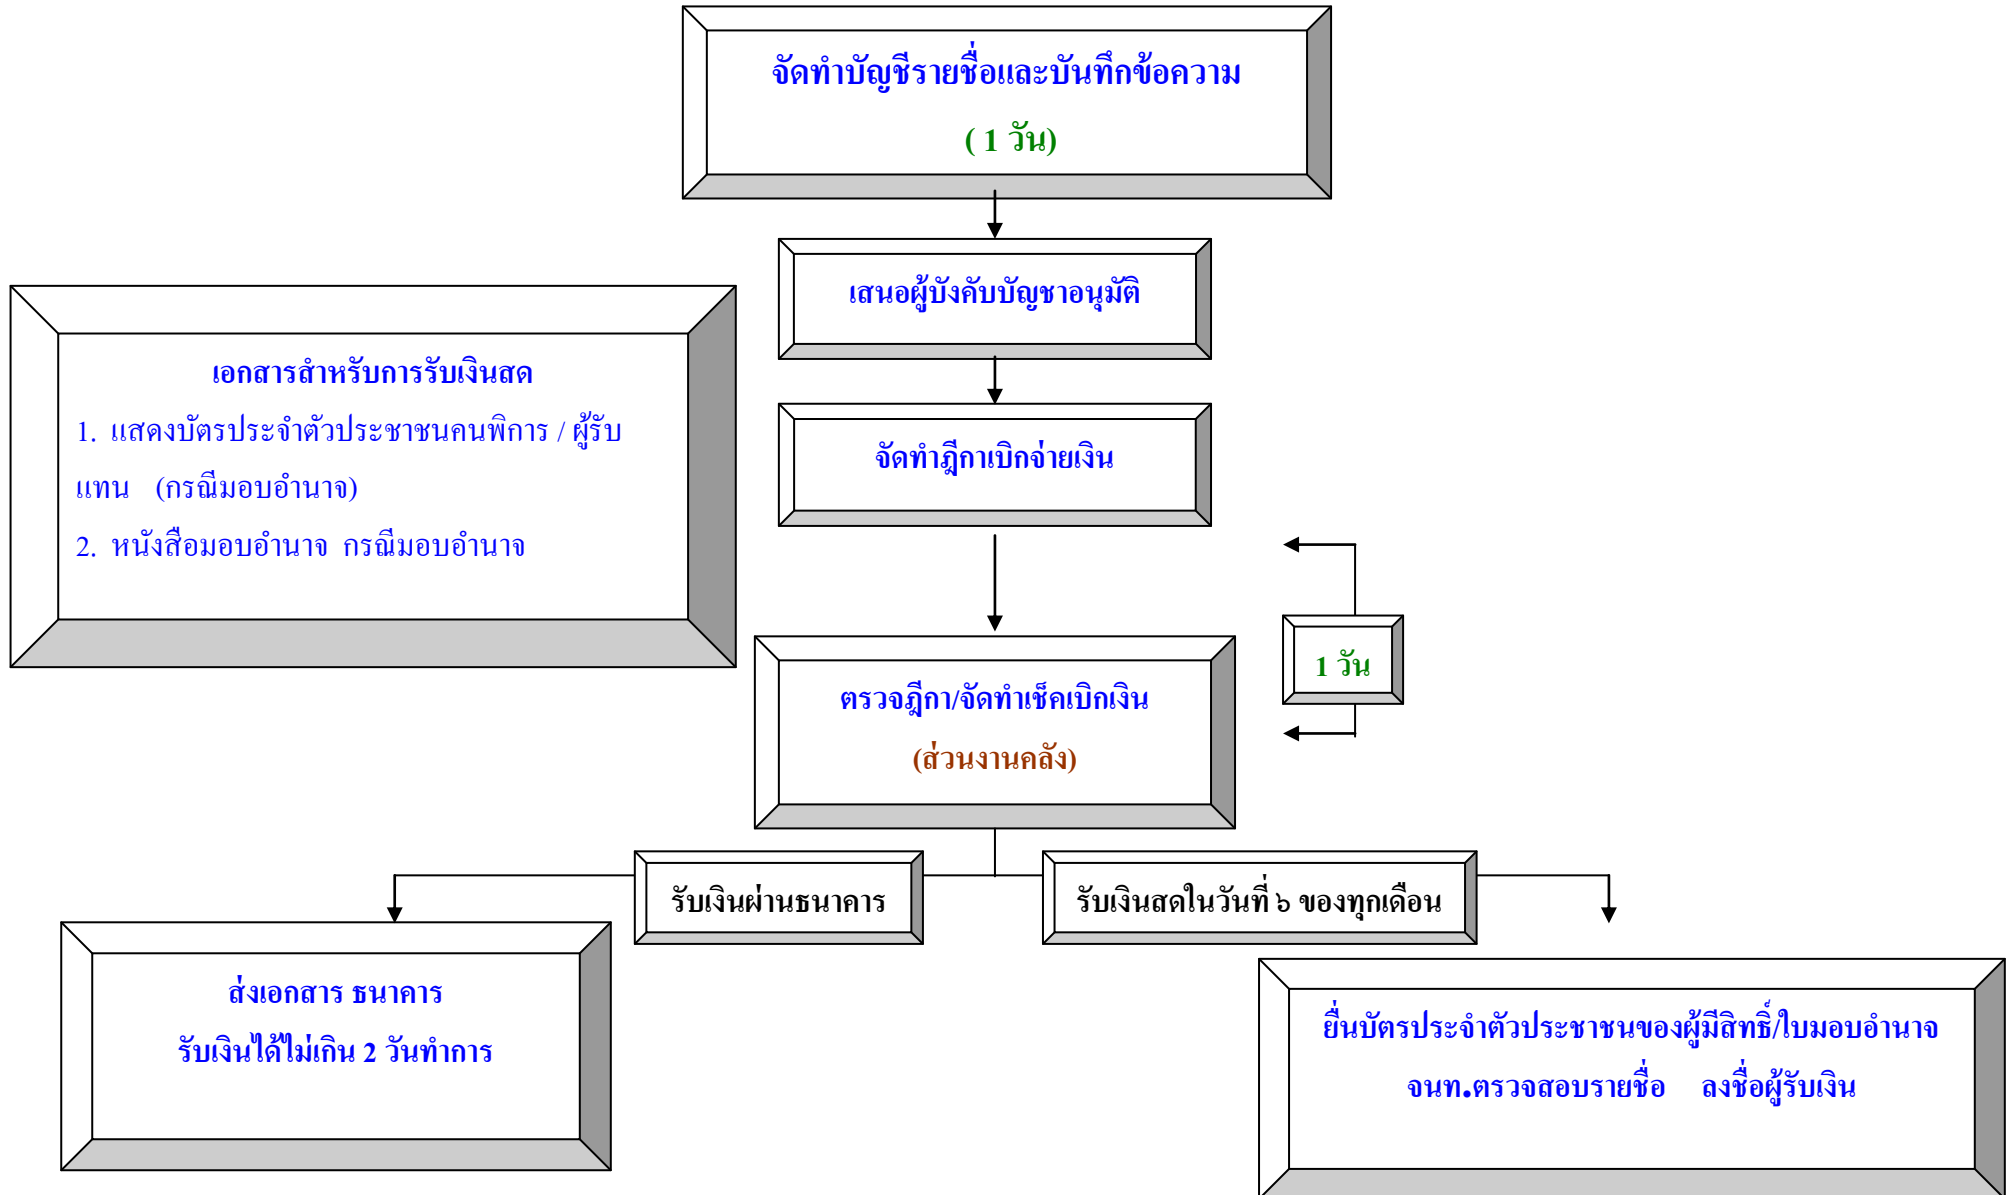 จัดทำบัญชีรายชื่อและบันทึกข้อความ
( 1 วัน)
เสนอผู้บังคับบัญชาอนุมัติ
เอกสารสำหรับการรับเงินสด
1. แสดงบัตรประจำตัวประชาชนคนพิการ / ผู้รับ
แทน (กรณีมอบอำนาจ)
2. หนังสือมอบอำนาจ กรณีมอบอำนาจ
จัดทำฎีกาเบิกจ่ายเงิน
1 วัน
ตรวจฎีกา/จัดทำเช็คเบิกเงิน
(ส่วนงานคลัง)
รับเงินผ่านธนาคาร
รับเงินสดในวันที่ ๖ ของทุกเดือน
ส่งเอกสาร ธนาคาร
รับเงินได้ไม่เกิน 2 วันทำการ
ยื่นบัตรประจำตัวประชาชนของผู้มีสิทธิ์/ใบมอบอำนาจ
จนท.ตรวจสอบรายชื่อ ลงชื่อผู้รับเงิน